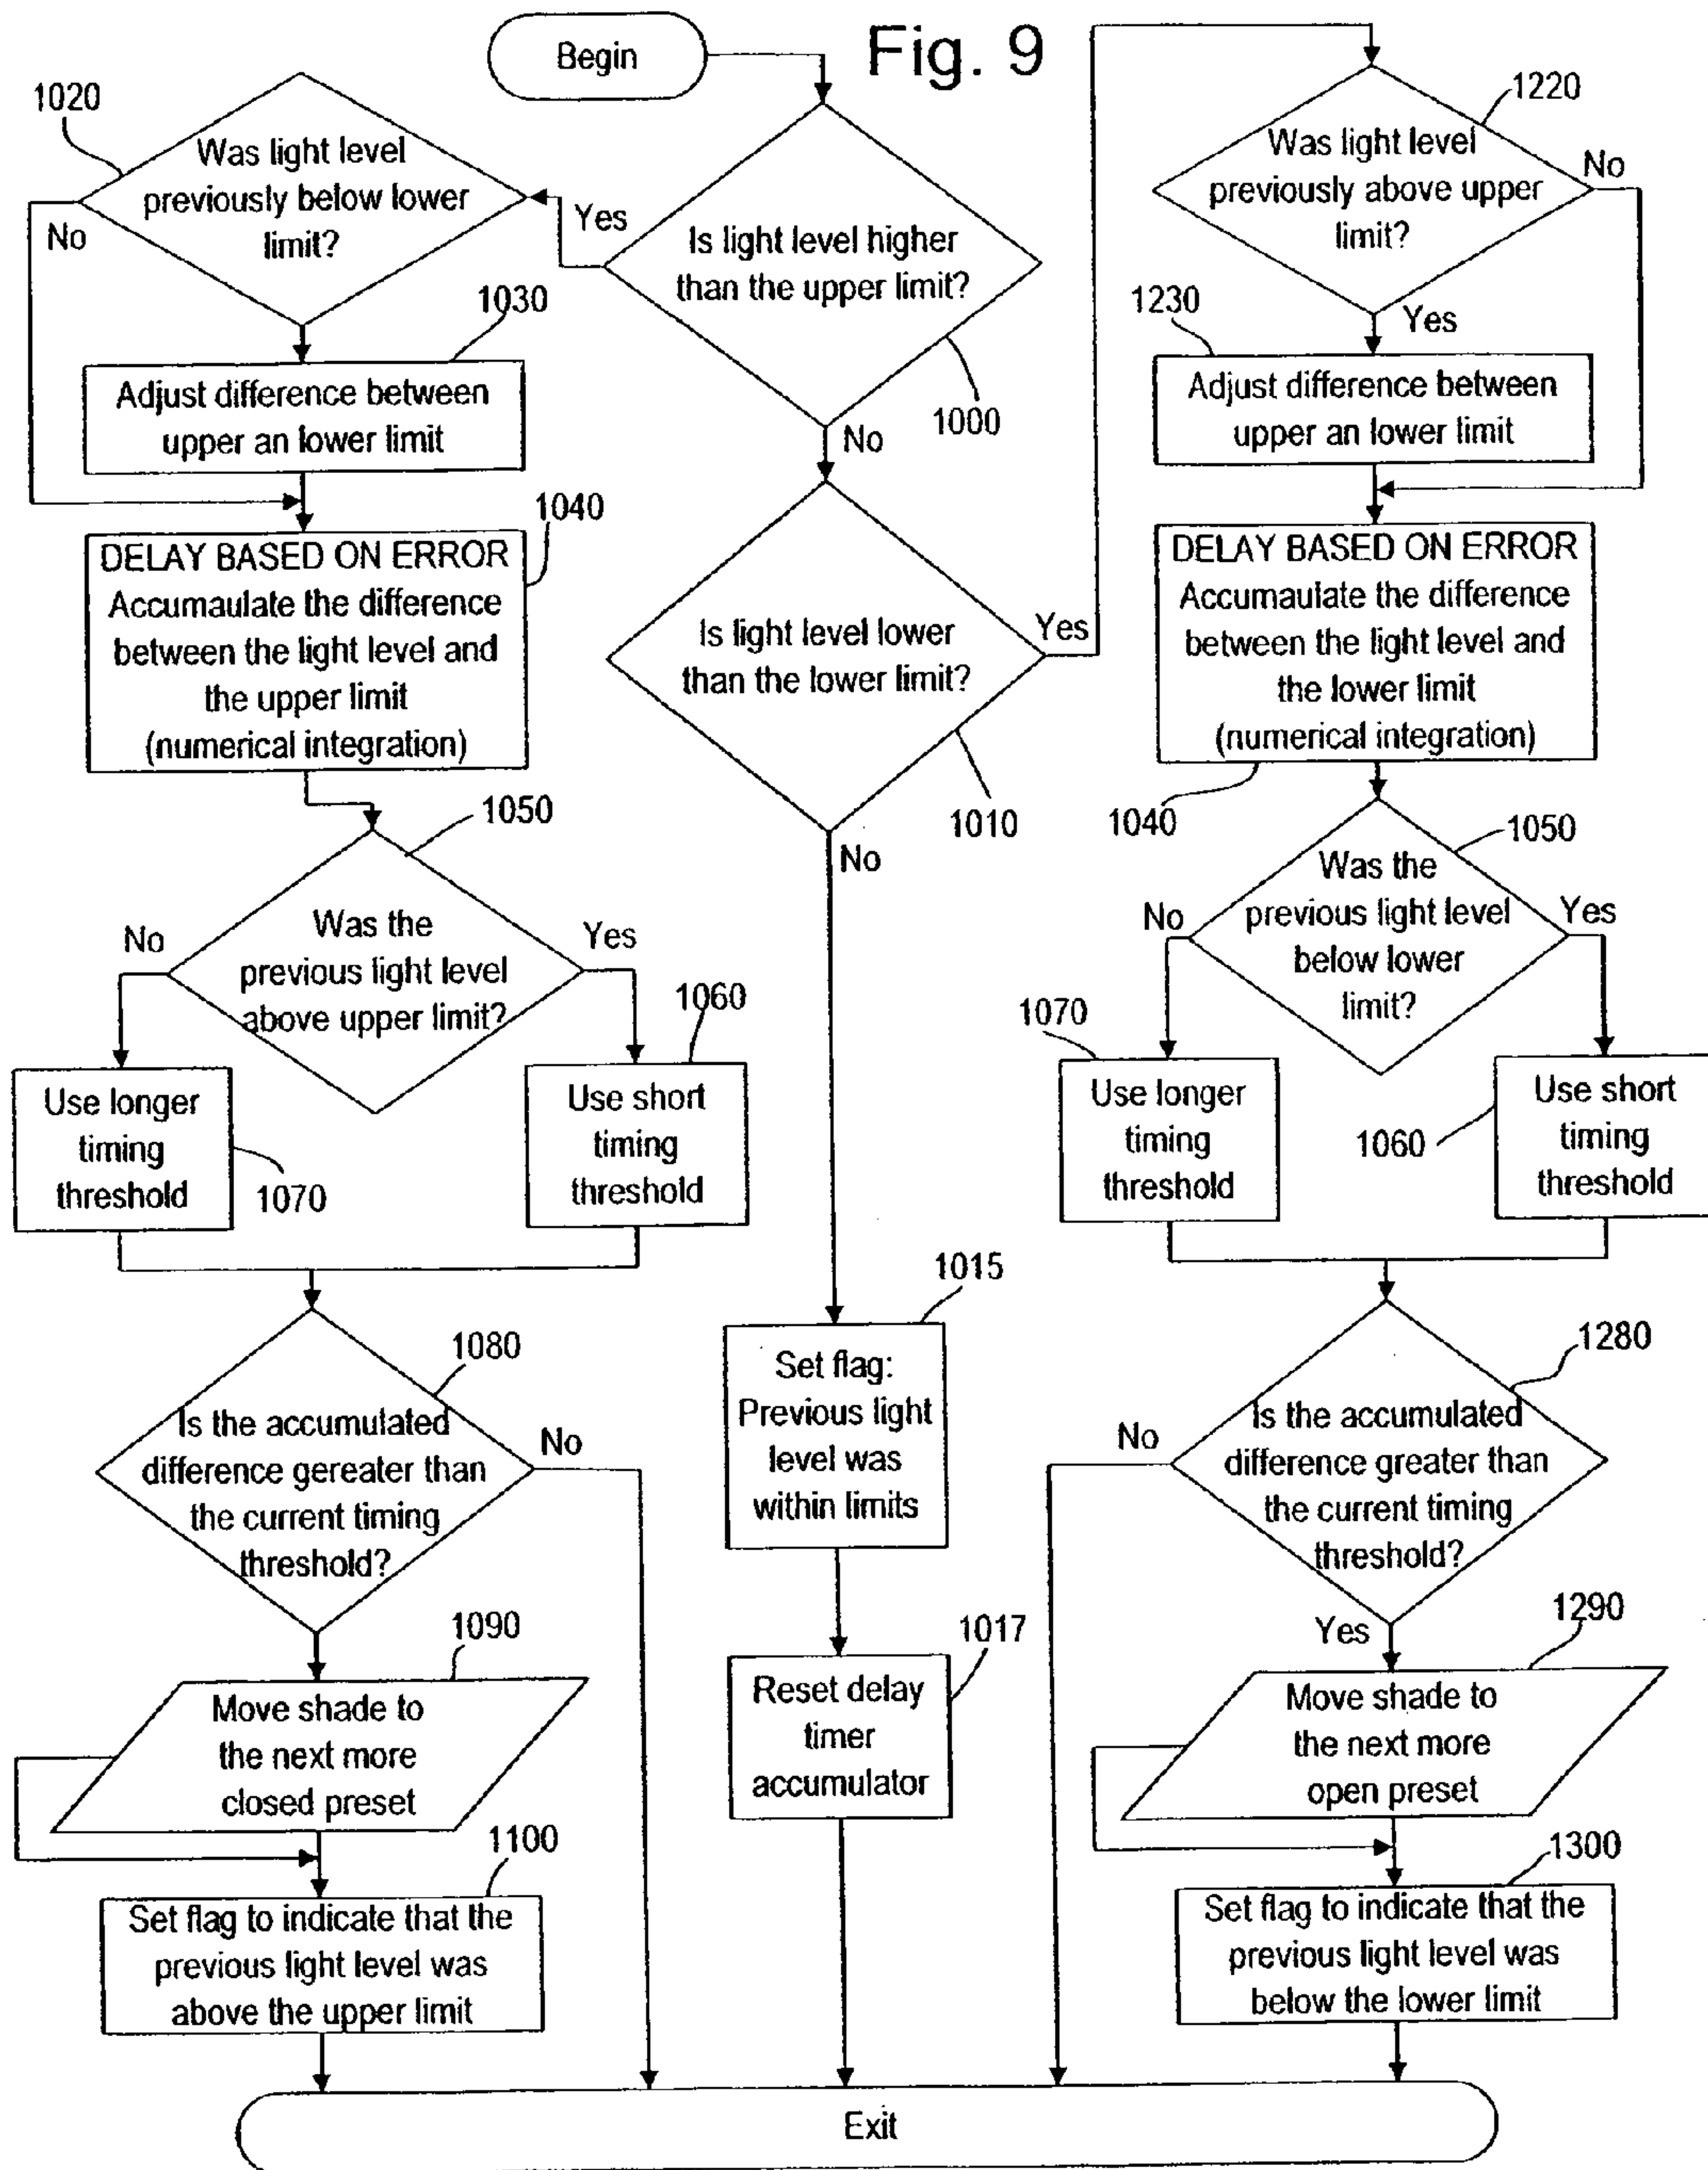 Fig. 9
Begin
1020
Was light level
previously below lower
limit?
No
Yes
Is light level higher
than the upper limit?
1000
No
1220
Was light level
previously above upper
limit?
No
Yes
1030
Adjust difference between
upper an lower limit
1230
Adjust difference between
upper an lower limit
1040
DELAY BASED ON ERROR
Accumaulate the difference
between the light level and
the upper limit
(numerical integration)
Is light level lower
than the lower limit?
Yes
1010
No
DELAY BASED ON ERROR
Accumaulate the difference
between the light level and
the lower limit
(numerical integration)
1040
1050
Was the
previous light level
above upper limit?
No
Yes
1050
Was the
previous light level
below lower
limit?
No
Yes
Use longer
timing
threshold
1070
1060
Use short
timing
threshold
1070
Use longer
timing
threshold
1060
Use short
timing
threshold
1080
Is the accumulated
difference gereater than
the current timing
threshold?
No
1015
Set flag:
Previous light
level was
within limits
1280
Is the accumulated
difference greater than
the current timing
threshold?
No
Yes
1090
Move shade to
the next more
closed preset
1017
Reset delay
timer
accumulator
1290
Move shade to
the next more
open preset
1100
Set flag to indicate that the
previous light level was
above the upper limit
1300
Set flag to indicate that the
previous light level was
below the lower limit
Exit